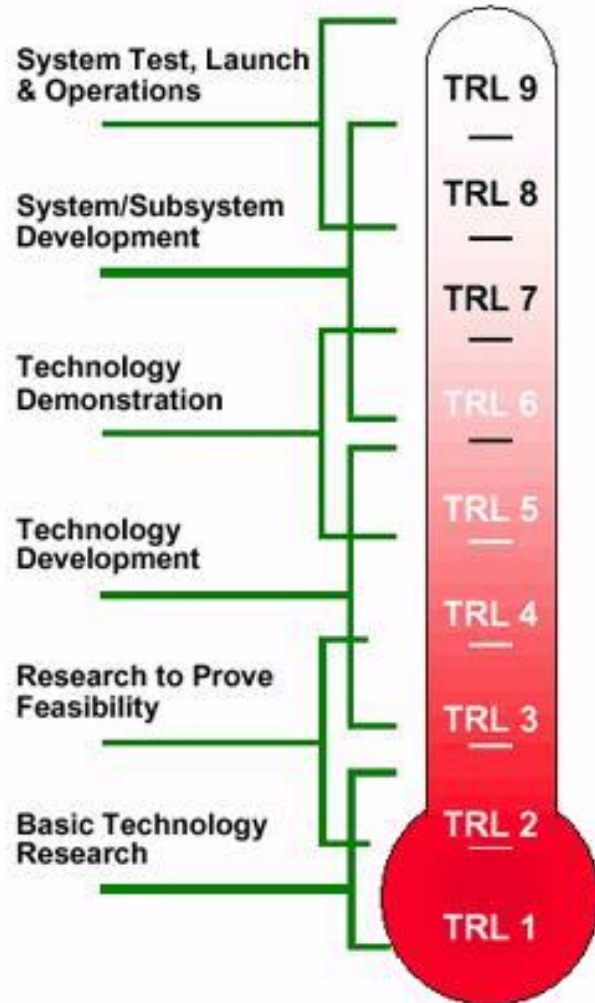 System Test, Launch
& Operations
System/Subsystem
Development
Technology
Demonstration
Technology
Development
Research to Prove
Feasibility
Basic Technology
Research
TRL 9
TRL 8
TRL 7
TRL 6
TRL 5
TRL 4
TRL 3
TRL 2
TRL 1